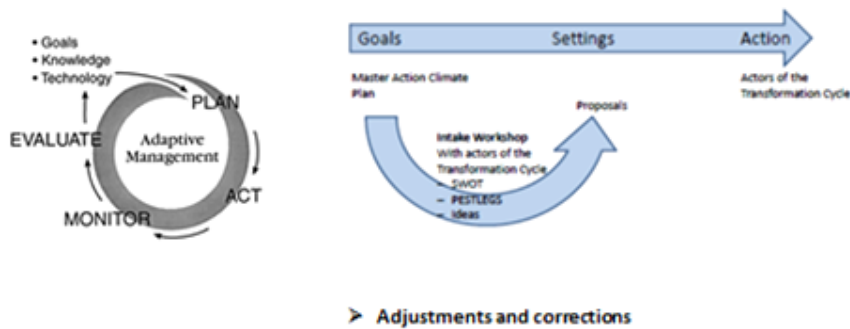 • Goals
• Knowledge
• Technology
PLAN
EVALUATE
Adaptive
Management
ACT
MONITOR
Goals Settings Action
Master Action Climate
Plan
Actors of the
Transformation Cycle
Proposals
Intake Workshop
With actors of the
Transformation Cycle
– SWOT
– PESTLEGS
– Ideas
➢ Adjustments and corrections